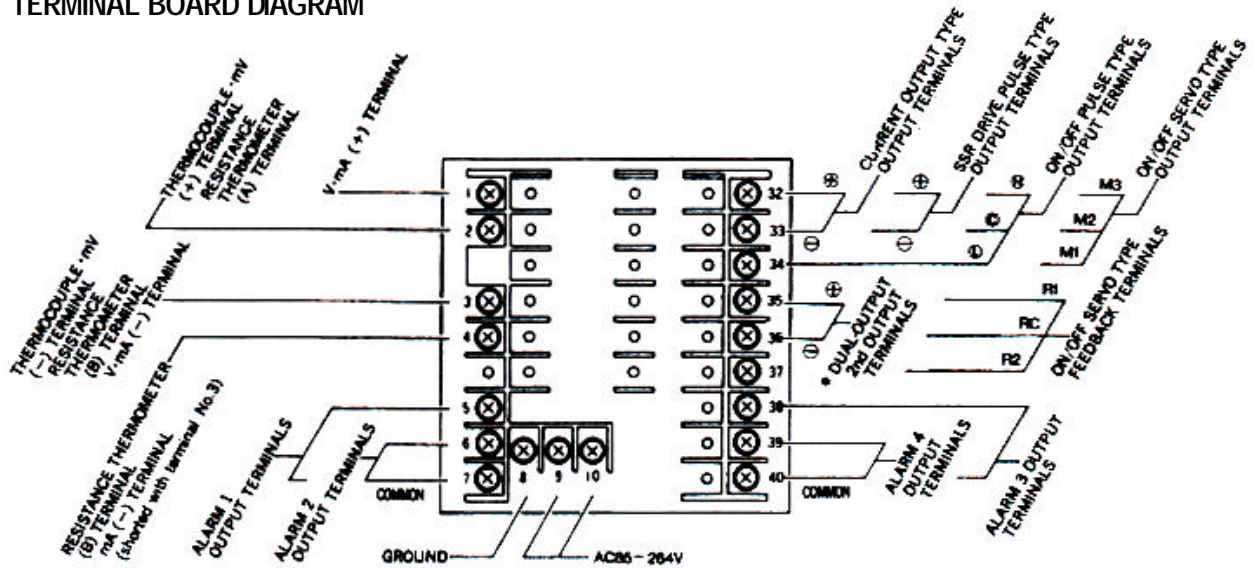 TERMINAL BOARD DIAGRAM
THERMOCOUPLE・mV
(+) TERMINAL
RESISTANCE
THERMOMETER
(A) TERMINAL
V・mA (+) TERMINAL
THERMOCOUPLE・mV
(−) TERMINAL
RESISTANCE
THERMOMETER
(B) TERMINAL
V・mA (−) TERMINAL
RESISTANCE THERMOMETER
(B) TERMINAL
mA (−) TERMINAL
(shorted with terminal No.3)
ALARM 1
OUTPUT TERMINALS
ALARM 2
OUTPUT TERMINALS
COMMON
GROUND
AC85-264V
1
2
3
4
5
6
7
8
9
10
32
33
34
35
36
37
38
39
40
⊕
⊖
CURRENT OUTPUT TYPE
OUTPUT TERMINALS
⊕
⊖
SSR DRIVE PULSE TYPE
OUTPUT TERMINALS
©
Ⓛ
ON/OFF PULSE TYPE
OUTPUT TERMINALS
M3
M2
M1
ON/OFF SERVO TYPE
OUTPUT TERMINALS
⊕
⊖
* DUAL OUTPUT
2nd OUTPUT
TERMINALS
R1
RC
R2
ON/OFF SERVO TYPE
FEEDBACK TERMINALS
COMMON
ALARM 4
OUTPUT
TERMINALS
ALARM 3 OUTPUT
TERMINALS